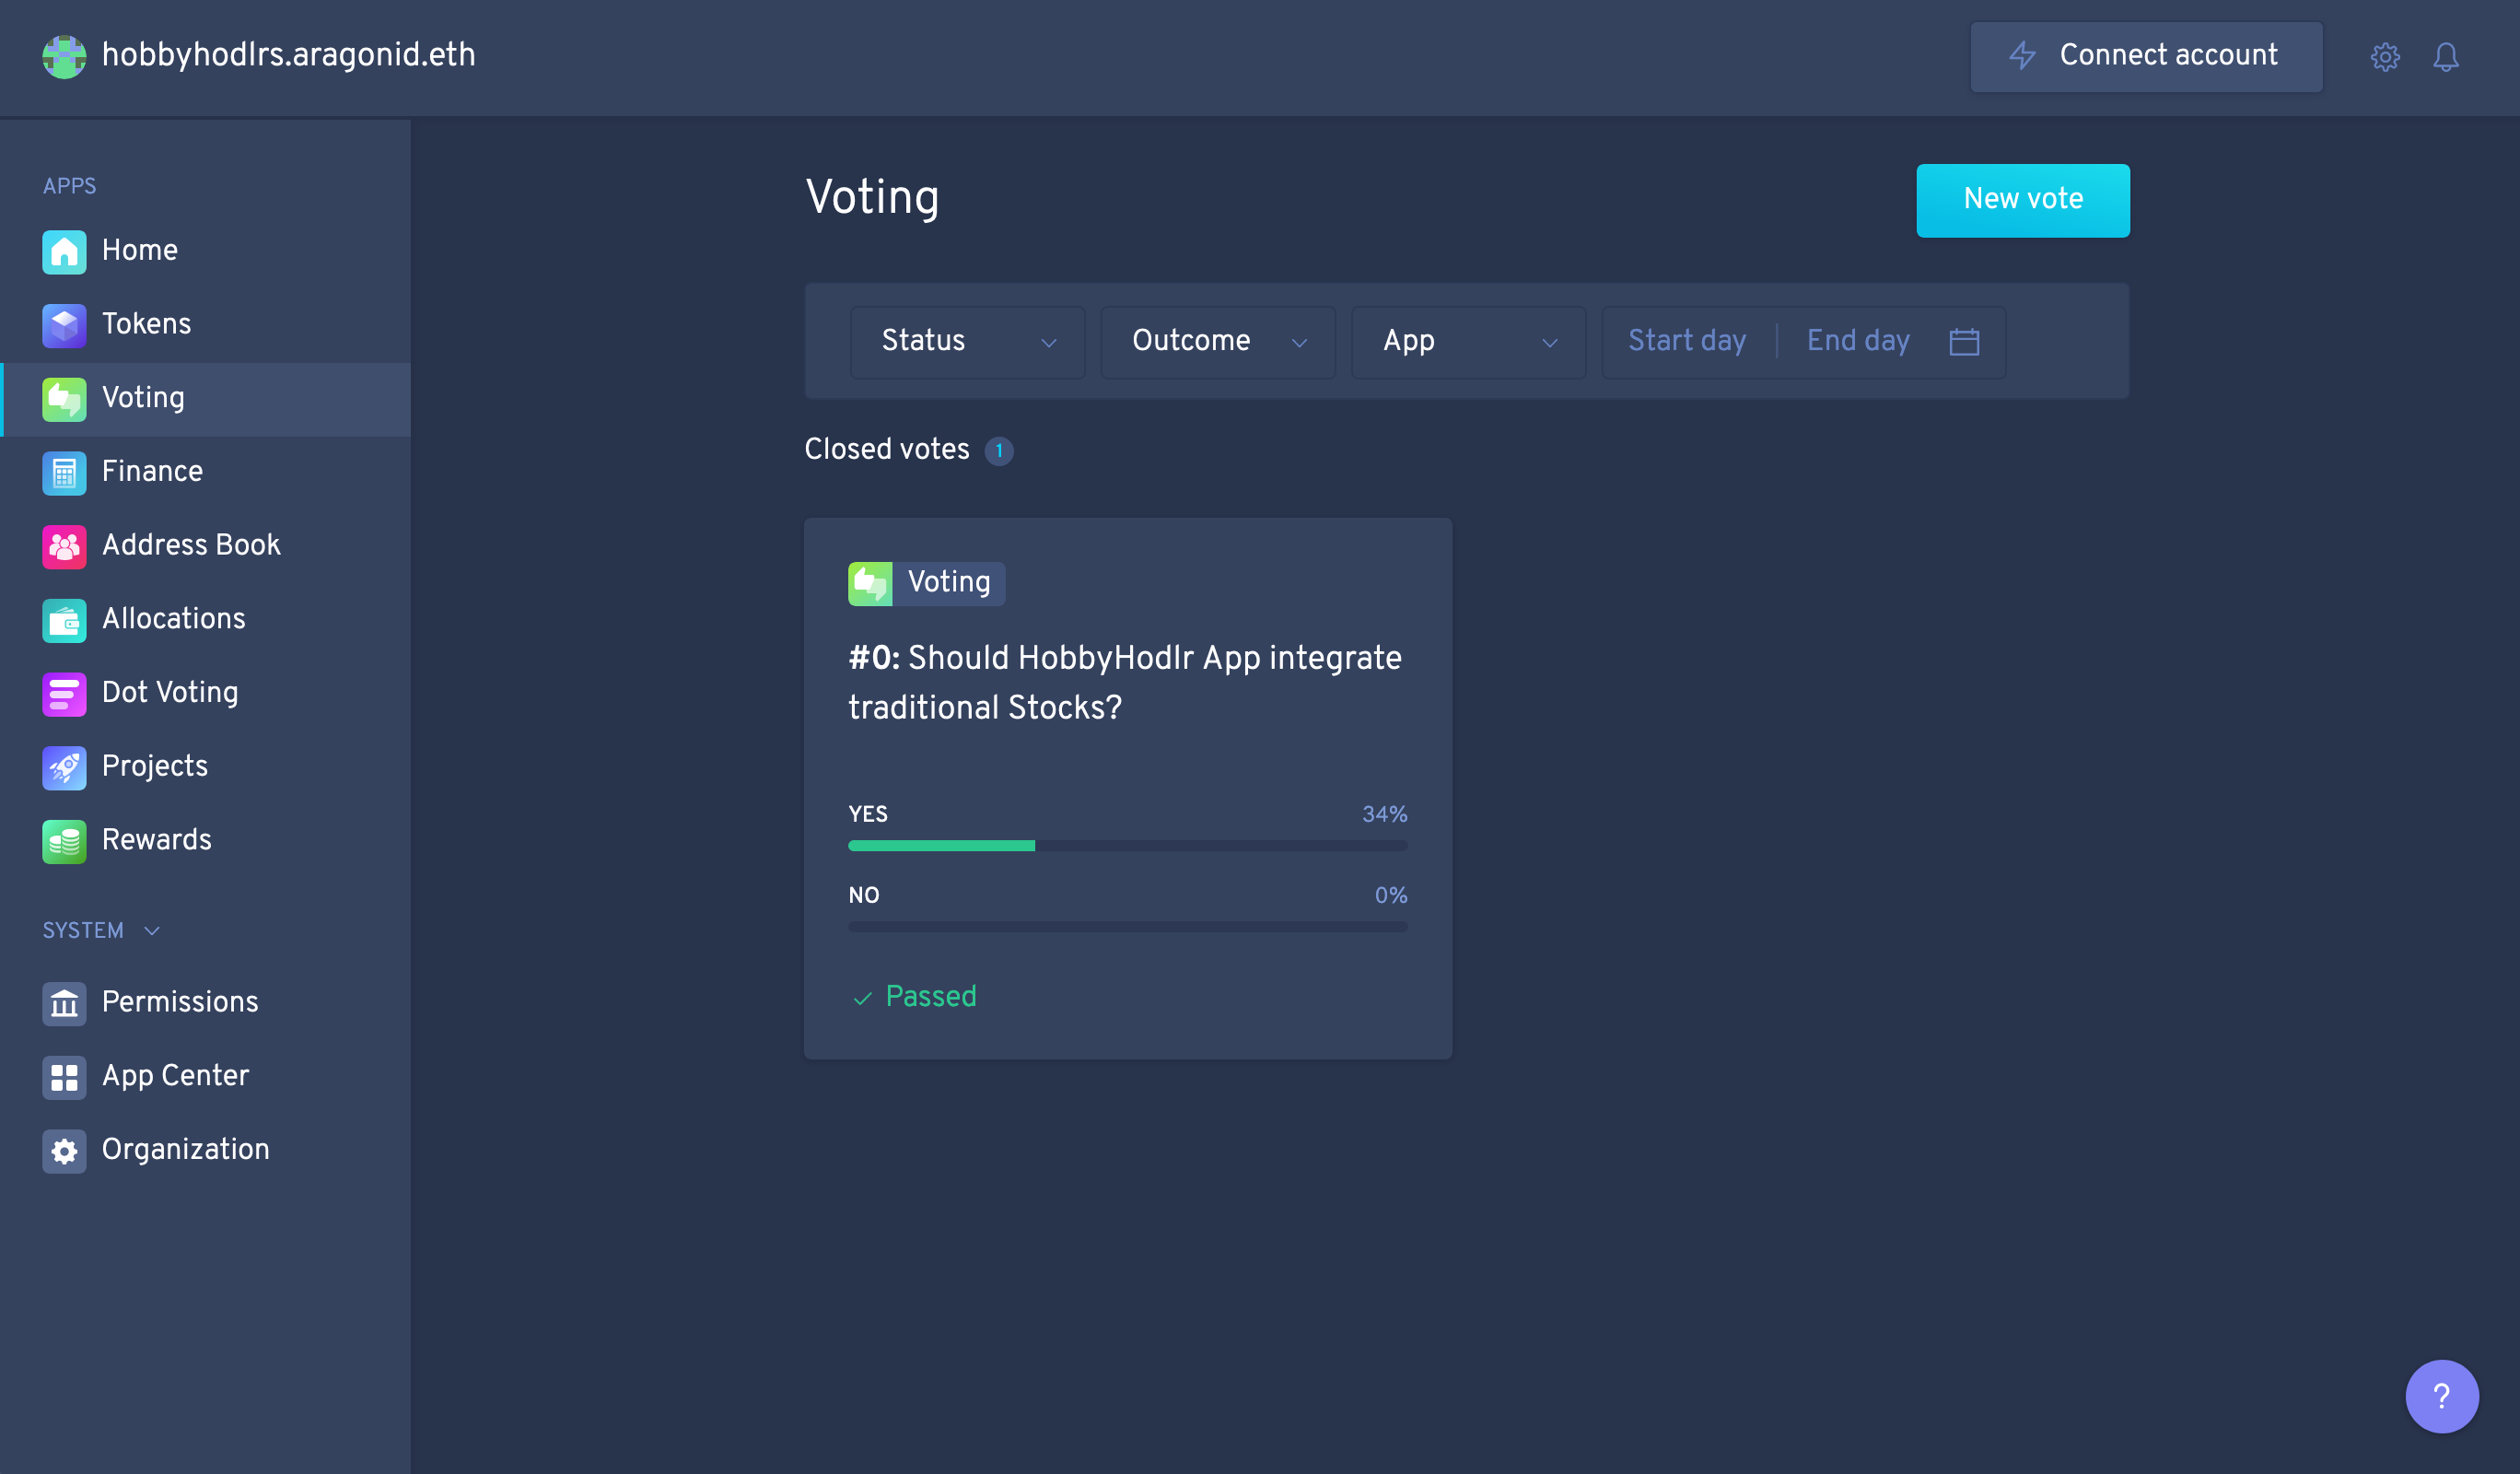 hobbyhodlrs.aragonid.eth
Connect account
APPS
Home
Tokens
Voting
Finance
Address Book
Allocations
Dot Voting
Projects
Rewards
SYSTEM
Permissions
App Center
Organization
Voting
New vote
Status
Outcome
App
Start day | End day
Closed votes 1
Voting
#0: Should HobbyHodlr App integrate
traditional Stocks?
YES 34%
NO 0%
Passed
?